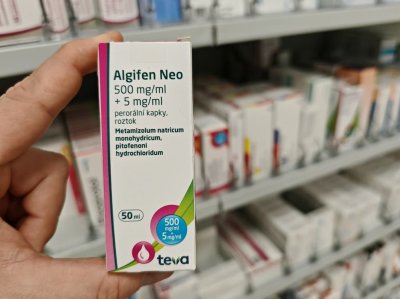 Algifen Neo
500 mg/ml
+ 5 mg/ml
perorální kapky,
roztok
Metamizolum natricum
monohydricum,
pitofenoni
hydrochloridum
50 ml
500
mg/ml
+
5 mg/ml
teva